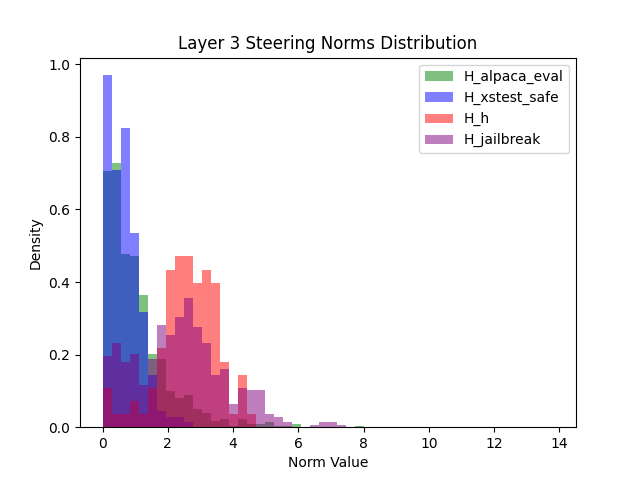 Layer 3 Steering Norms Distribution
H_alpaca_eval
H_xstest_safe
H_h
H_jailbreak
Density
1.0
0.8
0.6
0.4
0.2
0.0
0 2 4 6 8 10 12 14
Norm Value